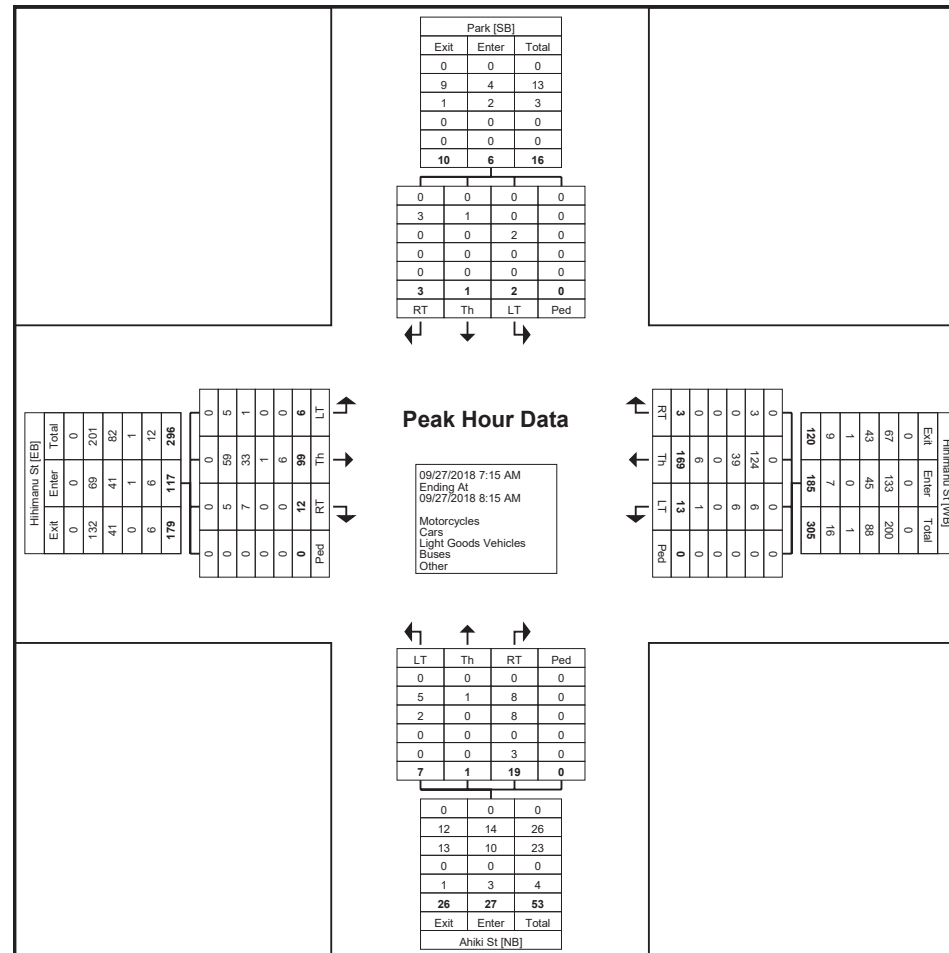 Park [SB]
Exit Enter Total
0 0 0
9 4 13
1 2 3
0 0 0
0 0 0
10 6 16
0 0 0 0
3 1 0 0
0 0 2 0
0 0 0 0
0 0 0 0
3 1 2 0
RT Th LT Ped
Hihimanu St [EB]
Exit Enter Total
0 0 0
132 69 201
41 41 82
0 1 1
6 6 12
179 117 296
0 0 0 0
5 59 5 0
1 33 7 0
0 1 0 0
0 6 0 0
6 99 12 0
LT Th RT Ped
Peak Hour Data
09/27/2018 7:15 AM
Ending At
09/27/2018 8:15 AM
Motorcycles
Cars
Light Goods Vehicles
Buses
Other
Hihimanu St [WB]
Exit Enter Total
0 0 0
67 133 200
43 45 88
1 0 1
9 7 16
120 185 305
0 0 0 0
3 124 6 0
0 39 6 0
0 0 0 0
0 6 1 0
3 169 13 0
RT Th LT Ped
LT Th RT Ped
0 0 0 0
5 1 8 0
2 0 8 0
0 0 0 0
0 0 3 0
7 1 19 0
0 0 0
12 14 26
13 10 23
0 0 0
1 3 4
26 27 53
Exit Enter Total
Ahiki St [NB]